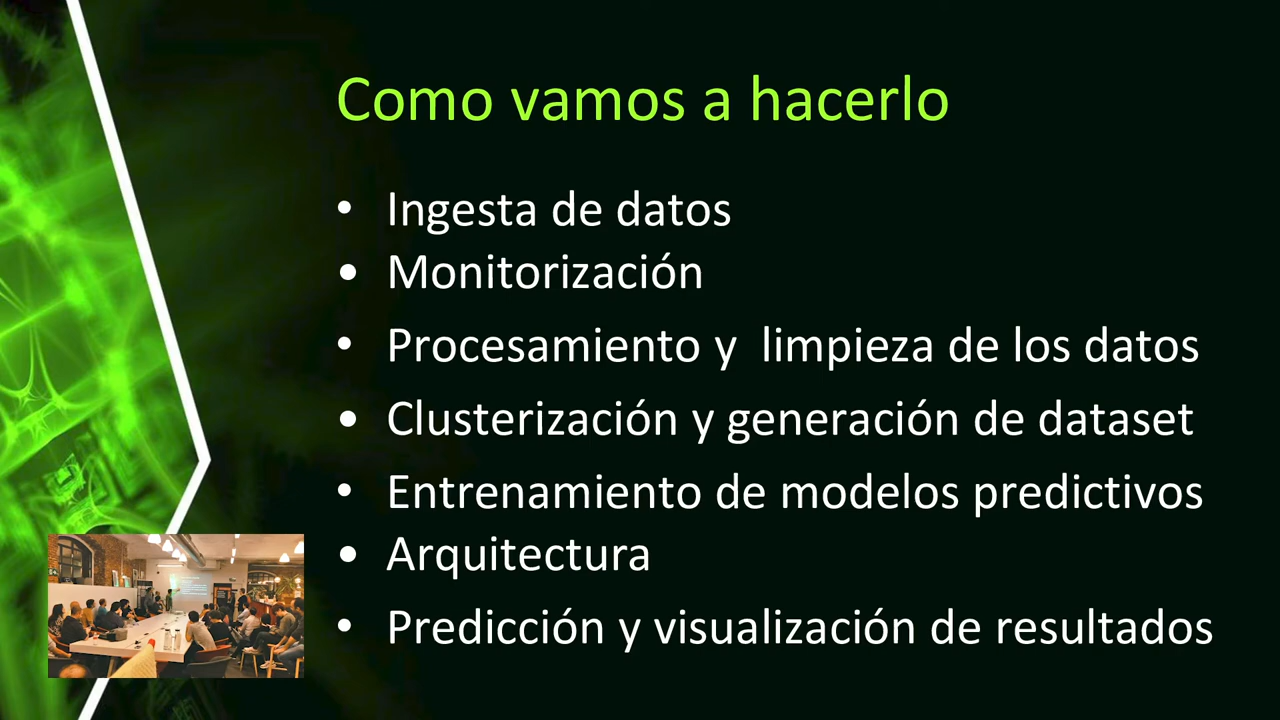 Como vamos a hacerlo
• Ingesta de datos
• Monitorización
• Procesamiento y  limpieza de los datos
• Clusterización y generación de dataset
• Entrenamiento de modelos predictivos
• Arquitectura
• Predicción y visualización de resultados